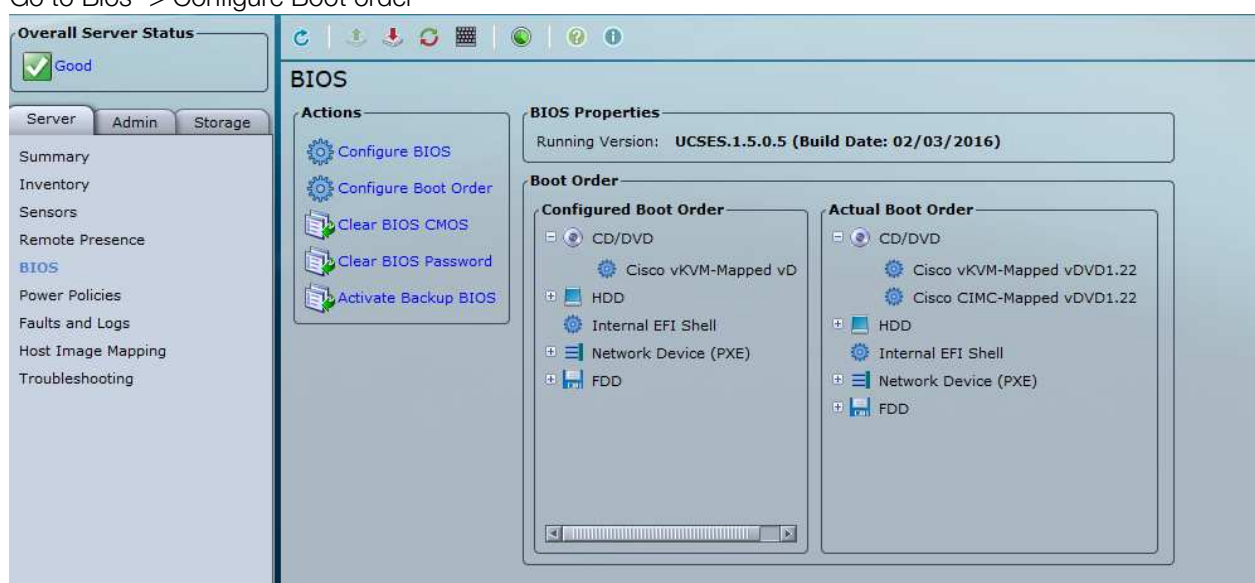 Go to Bios -> Configure Boot order
Overall Server Status
Good
Server Admin Storage
Summary
Inventory
Sensors
Remote Presence
BIOS
Power Policies
Faults and Logs
Host Image Mapping
Troubleshooting
BIOS
Actions
Configure BIOS
Configure Boot Order
Clear BIOS CMOS
Clear BIOS Password
Activate Backup BIOS
BIOS Properties
Running Version: UCSES.1.5.0.5 (Build Date: 02/03/2016)
Boot Order
Configured Boot Order
CD/DVD
Cisco vKVM-Mapped vD
HDD
Internal EFI Shell
Network Device (PXE)
FDD
Actual Boot Order
CD/DVD
Cisco vKVM-Mapped vDVD1.22
Cisco CIMC-Mapped vDVD1.22
HDD
Internal EFI Shell
Network Device (PXE)
FDD